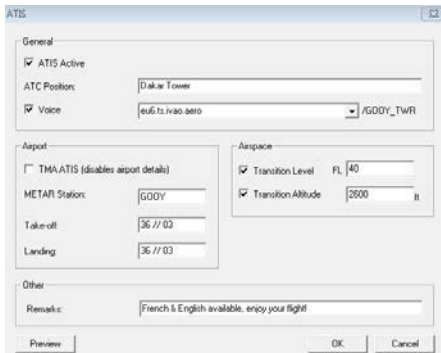 ATIS
General
ATIS Active
ATC Position: Dakar Tower
Voice eu6.ts.ivao.aero /GOOY_TWR
Airport
TMA ATIS (disables airport details)
METAR Station: GOOY
Take-off: 36 // 03
Landing: 36 // 03
Airspace
Transition Level FL 40
Transition Altitude 2600 ft
Other
Remarks: French & English available, enjoy your flight!
Preview OK Cancel